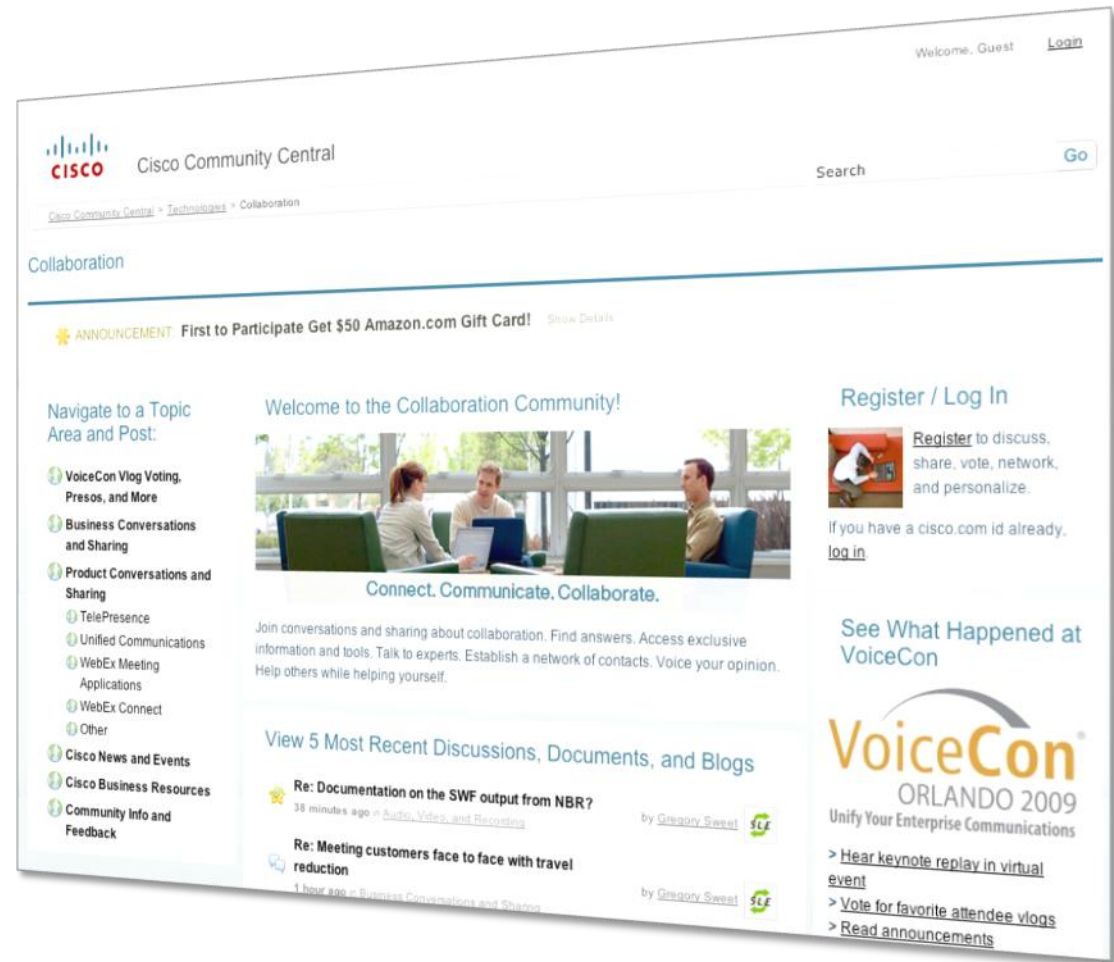 Welcome, Guest
Login
CISCO
Cisco Community Central
Search
Go
Cisco Community Central > Technologies > Collaboration
Collaboration
ANNOUNCEMENT: First to Participate Get $50 Amazon.com Gift Card! Show Details
Navigate to a Topic
Area and Post:
VoiceCon Vlog Voting,
Presos, and More
Business Conversations
and Sharing
Product Conversations and
Sharing
TelePresence
Unified Communications
WebEx Meeting
Applications
WebEx Connect
Other
Cisco News and Events
Cisco Business Resources
Community Info and
Feedback
Welcome to the Collaboration Community!
Connect. Communicate. Collaborate.
Join conversations and sharing about collaboration. Find answers. Access exclusive
information and tools. Talk to experts. Establish a network of contacts. Voice your opinion.
Help others while helping yourself.
View 5 Most Recent Discussions, Documents, and Blogs
Re: Documentation on the SWF output from NBR?
38 minutes ago in Audio, Video, and Recording
by Gregory Sweet
SLE
Re: Meeting customers face to face with travel
reduction
1 hour ago in Business Conversations and Sharing
by Gregory Sweet
SLE
Register / Log In
Register to discuss,
share, vote, network,
and personalize.
If you have a cisco.com id already,
log in.
See What Happened at
VoiceCon
VoiceCon®
ORLANDO 2009
Unify Your Enterprise Communications
> Hear keynote replay in virtual
event
> Vote for favorite attendee vlogs
> Read announcements